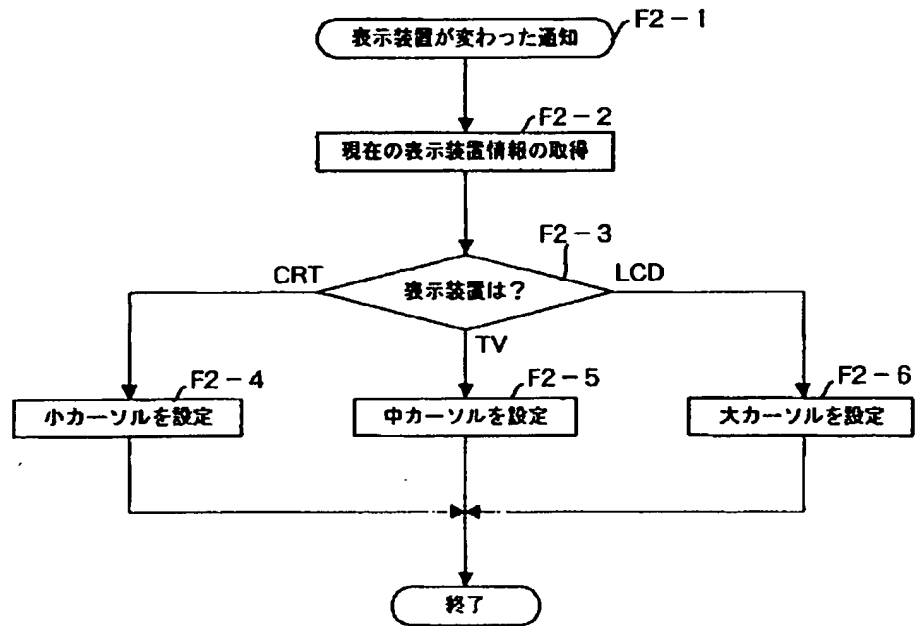 F2-1
表示装置が変わった通知
F2-2
現在の表示装置情報の取得
F2-3
CRT
LCD
表示装置は?
TV
F2-4
F2-5
F2-6
小カーソルを設定
中カーソルを設定
大カーソルを設定
終了